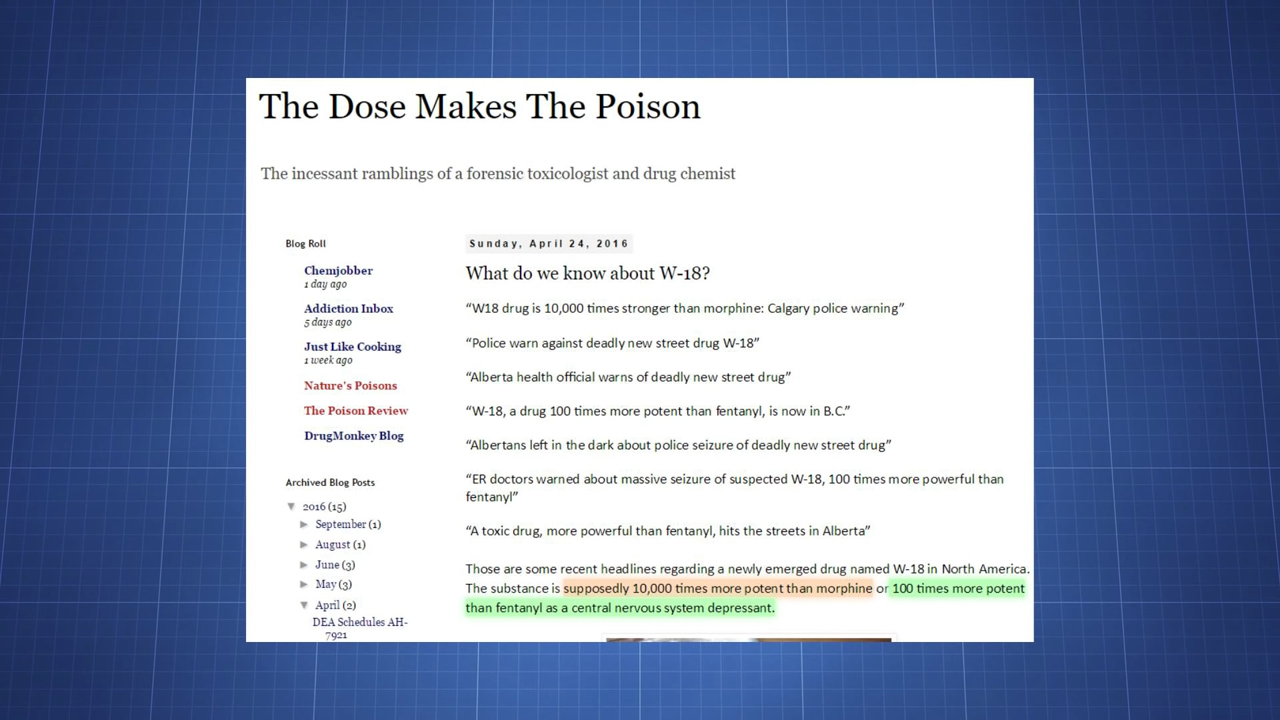 The Dose Makes The Poison
The incessant ramblings of a forensic toxicologist and drug chemist
Blog Roll
Chemjobber
1 day ago
Addiction Inbox
5 days ago
Just Like Cooking
1 week ago
Nature's Poisons
The Poison Review
DrugMonkey Blog
Archived Blog Posts
▼ 2016 (15)
► September (1)
► August (1)
► June (3)
► May (3)
▼ April (2)
DEA Schedules AH-
7921
Sunday, April 24, 2016
What do we know about W-18?
“W18 drug is 10,000 times stronger than morphine: Calgary police warning”
“Police warn against deadly new street drug W-18”
“Alberta health official warns of deadly new street drug”
“W-18, a drug 100 times more potent than fentanyl, is now in B.C.”
“Albertans left in the dark about police seizure of deadly new street drug”
“ER doctors warned about massive seizure of suspected W-18, 100 times more powerful than
fentanyl”
“A toxic drug, more powerful than fentanyl, hits the streets in Alberta”
Those are some recent headlines regarding a newly emerged drug named W-18 in North America.
The substance is supposedly 10,000 times more potent than morphine or 100 times more potent
than fentanyl as a central nervous system depressant.